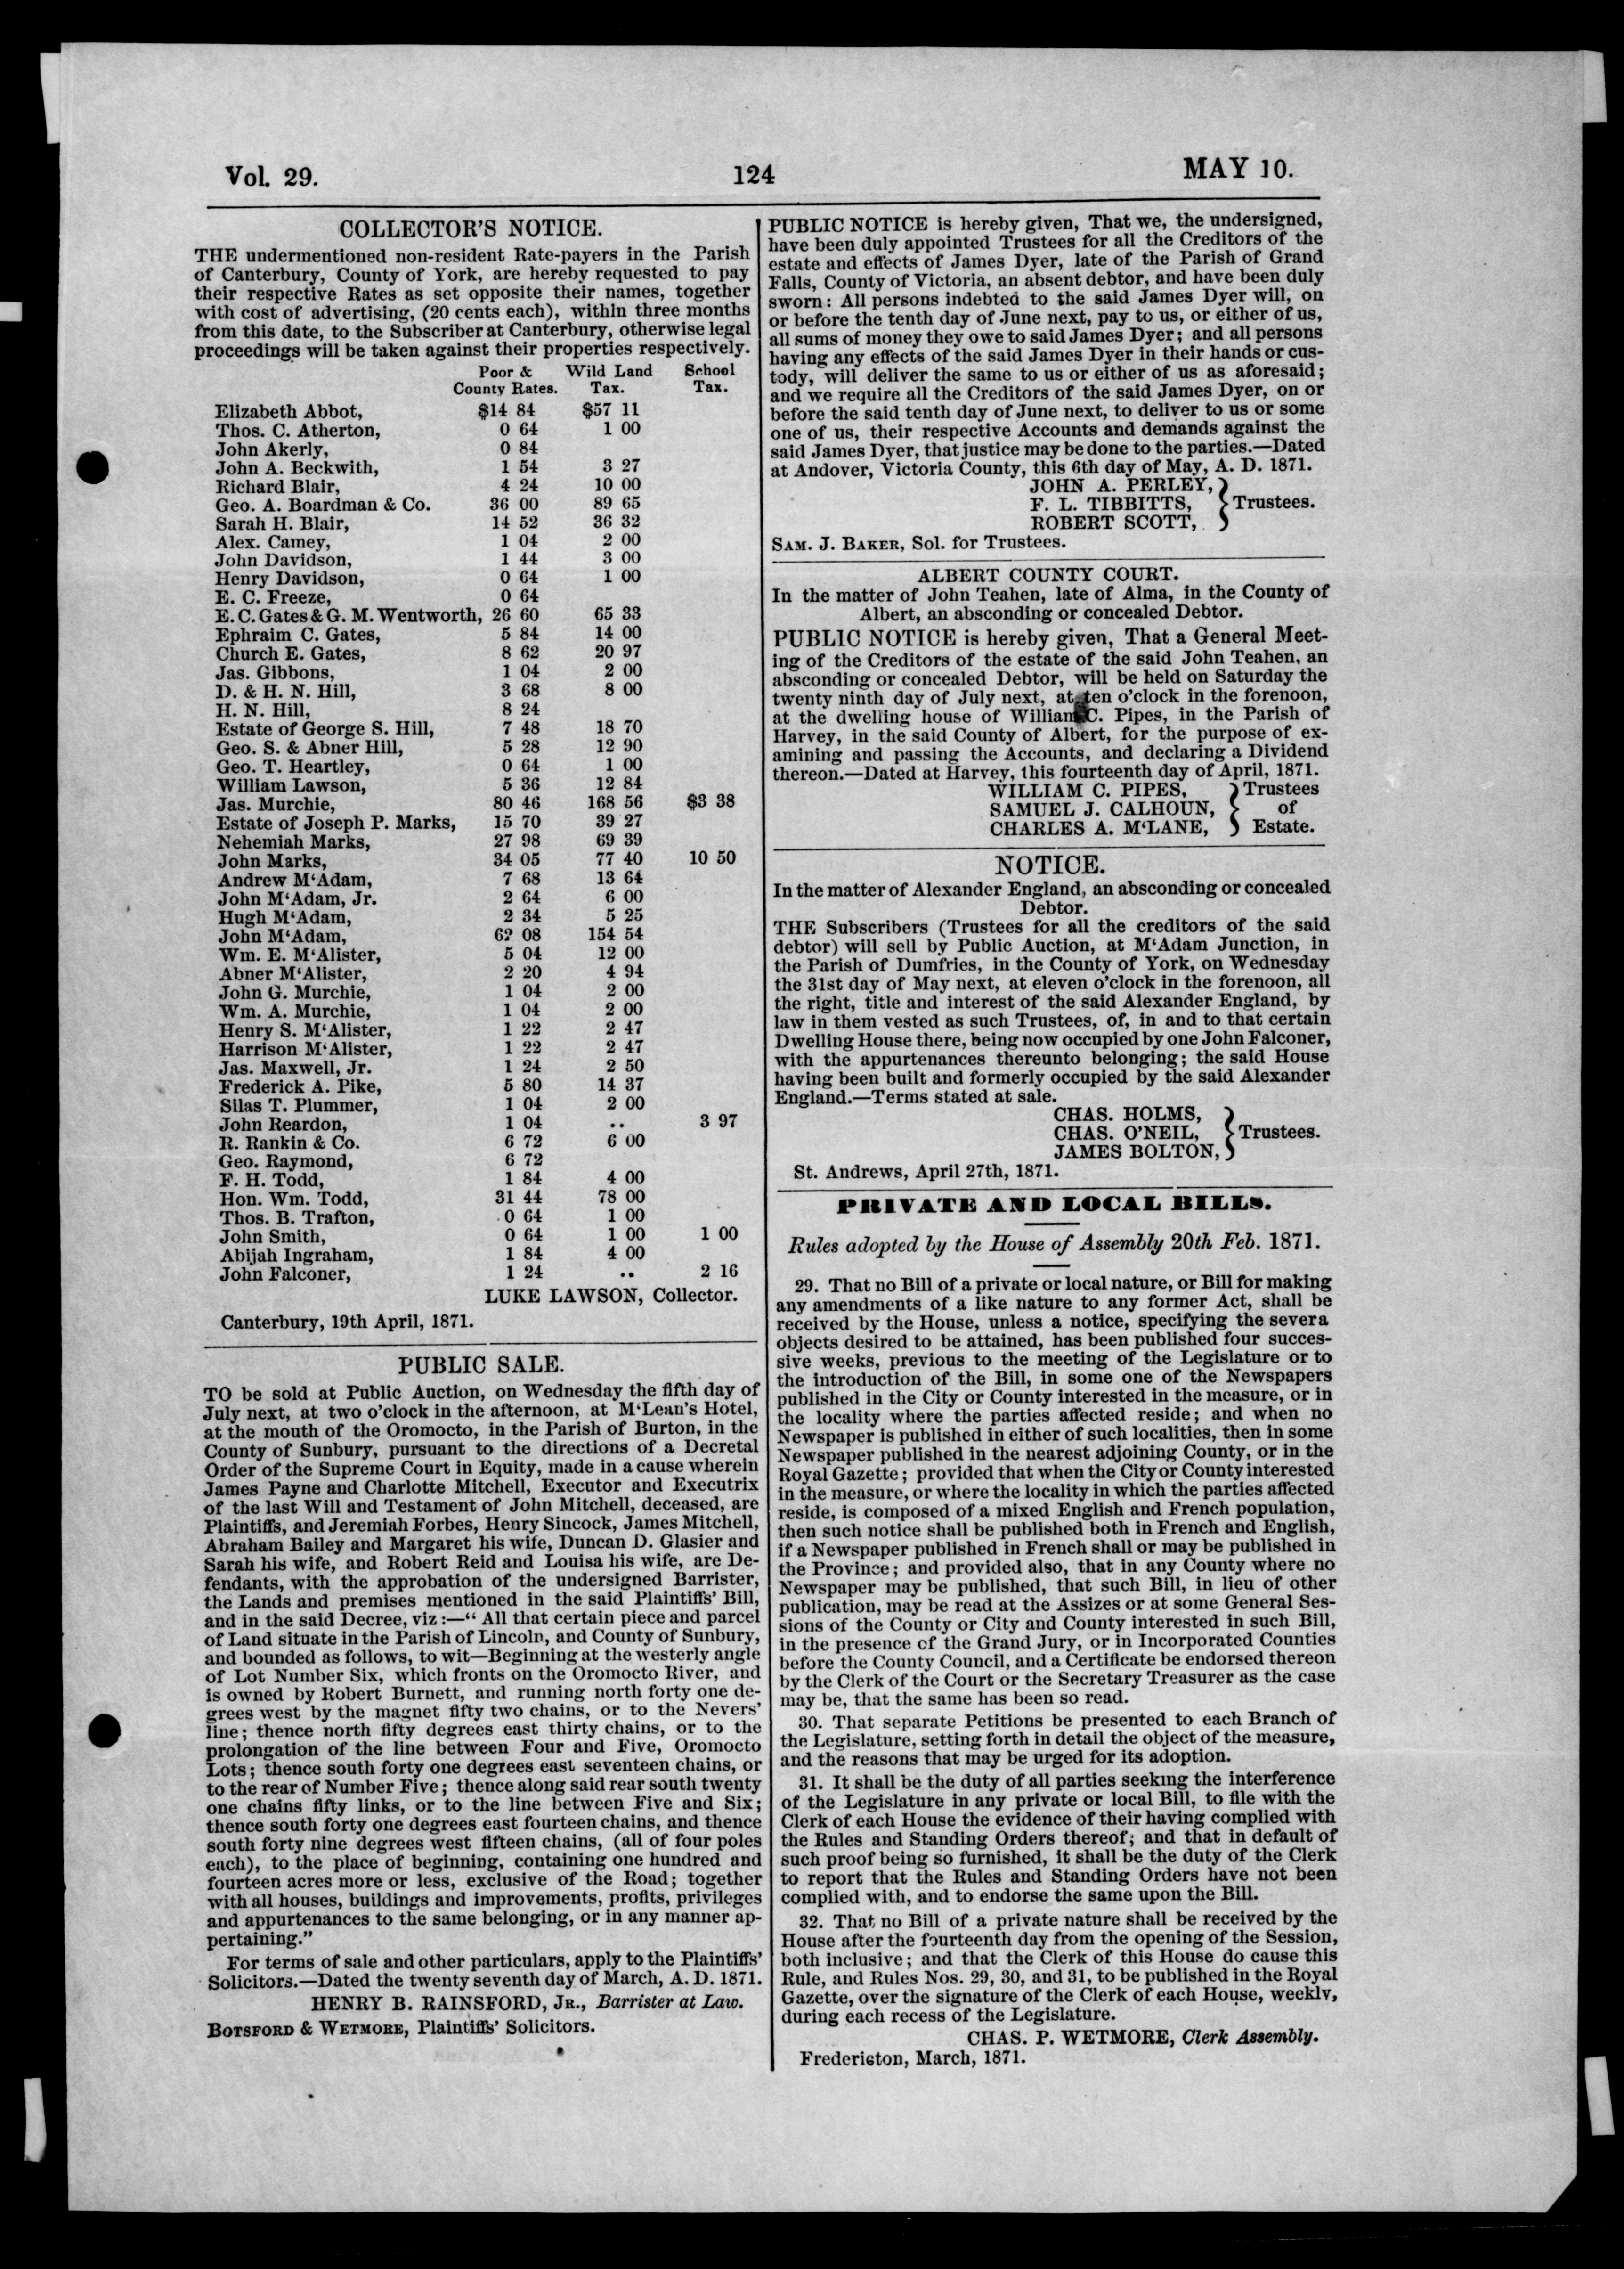 Vol. 29.
124
MAY 10.
COLLECTOR'S NOTICE.
THE undermentioned non-resident Rate-payers in the Parish
of Canterbury, County of York, are hereby requested to pay
their respective Rates as set opposite their names, together
with cost of advertising, (20 cents each), within three months
from this date, to the Subscriber at Canterbury, otherwise legal
proceedings will be taken against their properties respectively.
Poor & Wild Land School
County Rates. Tax. Tax.
Elizabeth Abbot, $14 84 $57 11
Thos. C. Atherton, 0 64 1 00
John Akerly, 0 84
John A. Beckwith, 1 54 3 27
Richard Blair, 4 24 10 00
Geo. A. Boardman & Co. 36 00 89 65
Sarah H. Blair, 14 52 36 32
Alex. Camey, 1 04 2 00
John Davidson, 1 44 3 00
Henry Davidson, 0 64 1 00
E. C. Freeze, 0 64
E. C. Gates & G. M. Wentworth, 26 60 65 33
Ephraim C. Gates, 5 84 14 00
Church E. Gates, 8 62 20 97
Jas. Gibbons, 1 04 2 00
D. & H. N. Hill, 3 68 8 00
H. N. Hill, 8 24
Estate of George S. Hill, 7 48 18 70
Geo. S. & Abner Hill, 5 28 12 90
Geo. T. Heartley, 0 64 1 00
William Lawson, 5 36 12 84
Jas. Murchie, 80 46 168 56 $3 38
Estate of Joseph P. Marks, 15 70 39 27
Nehemiah Marks, 27 98 69 39
John Marks, 34 05 77 40 10 50
Andrew M'Adam, 7 68 13 64
John M'Adam, Jr. 2 64 6 00
Hugh M'Adam, 2 34 5 25
John M'Adam, 62 08 154 54
Wm. E. M'Alister, 5 04 12 00
Abner M'Alister, 2 20 4 94
John G. Murchie, 1 04 2 00
Wm. A. Murchie, 1 04 2 00
Henry S. M'Alister, 1 22 2 47
Harrison M'Alister, 1 22 2 47
Jas. Maxwell, Jr. 1 24 2 50
Frederick A. Pike, 5 80 14 37
Silas T. Plummer, 1 04 2 00
John Reardon, 1 04 .. 3 97
R. Rankin & Co. 6 72 6 00
Geo. Raymond, 6 72
F. H. Todd, 1 84 4 00
Hon. Wm. Todd, 31 44 78 00
Thos. B. Trafton, 0 64 1 00
John Smith, 0 64 1 00 1 00
Abijah Ingraham, 1 84 4 00
John Falconer, 1 24 .. 2 16
LUKE LAWSON, Collector.
Canterbury, 19th April, 1871.
PUBLIC SALE.
TO be sold at Public Auction, on Wednesday the fifth day of
July next, at two o'clock in the afternoon, at M'Lean's Hotel,
at the mouth of the Oromocto, in the Parish of Burton, in the
County of Sunbury, pursuant to the directions of a Decretal
Order of the Supreme Court in Equity, made in a cause wherein
James Payne and Charlotte Mitchell, Executor and Executrix
of the last Will and Testament of John Mitchell, deceased, are
Plaintiffs, and Jeremiah Forbes, Henry Sincock, James Mitchell,
Abraham Bailey and Margaret his wife, Duncan D. Glasier and
Sarah his wife, and Robert Reid and Louisa his wife, are De-
fendants, with the approbation of the undersigned Barrister,
the Lands and premises mentioned in the said Plaintiffs' Bill,
and in the said Decree, viz:—"All that certain piece and parcel
of Land situate in the Parish of Lincoln, and County of Sunbury,
and bounded as follows, to wit—Beginning at the westerly angle
of Lot Number Six, which fronts on the Oromocto River, and
is owned by Robert Burnett, and running north forty one de-
grees west by the magnet fifty two chains, or to the Nevers'
line; thence north fifty degrees east thirty chains, or to the
prolongation of the line between Four and Five, Oromocto
Lots; thence south forty one degrees east seventeen chains, or
to the rear of Number Five; thence along said rear south twenty
one chains fifty links, or to the line between Five and Six;
thence south forty one degrees east fourteen chains, and thence
south forty nine degrees west fifteen chains, (all of four poles
each), to the place of beginning, containing one hundred and
fourteen acres more or less, exclusive of the Road; together
with all houses, buildings and improvements, profits, privileges
and appurtenances to the same belonging, or in any manner ap-
pertaining."
For terms of sale and other particulars, apply to the Plaintiffs'
Solicitors.—Dated the twenty seventh day of March, A. D. 1871.
HENRY B. RAINSFORD, JR., Barrister at Law.
BOTSFORD & WETMORE, Plaintiffs' Solicitors.
PUBLIC NOTICE is hereby given, That we, the undersigned,
have been duly appointed Trustees for all the Creditors of the
estate and effects of James Dyer, late of the Parish of Grand
Falls, County of Victoria, an absent debtor, and have been duly
sworn: All persons indebted to the said James Dyer will, on
or before the tenth day of June next, pay to us, or either of us,
all sums of money they owe to said James Dyer; and all persons
having any effects of the said James Dyer in their hands or cus-
tody, will deliver the same to us or either of us as aforesaid;
and we require all the Creditors of the said James Dyer, on or
before the said tenth day of June next, to deliver to us or some
one of us, their respective Accounts and demands against the
said James Dyer, that justice may be done to the parties.—Dated
at Andover, Victoria County, this 6th day of May, A. D. 1871.
JOHN A. PERLEY,
F. L. TIBBITTS, Trustees.
ROBERT SCOTT,
SAM. J. BAKER, Sol. for Trustees.
ALBERT COUNTY COURT.
In the matter of John Teahen, late of Alma, in the County of
Albert, an absconding or concealed Debtor.
PUBLIC NOTICE is hereby given, That a General Meet-
ing of the Creditors of the estate of the said John Teahen, an
absconding or concealed Debtor, will be held on Saturday the
twenty ninth day of July next, at ten o'clock in the forenoon,
at the dwelling house of William C. Pipes, in the Parish of
Harvey, in the said County of Albert, for the purpose of ex-
amining and passing the Accounts, and declaring a Dividend
thereon.—Dated at Harvey, this fourteenth day of April, 1871.
WILLIAM C. PIPES, Trustees
SAMUEL J. CALHOUN, of
CHARLES A. M'LANE, Estate.
NOTICE.
In the matter of Alexander England, an absconding or concealed
Debtor.
THE Subscribers (Trustees for all the creditors of the said
debtor) will sell by Public Auction, at M'Adam Junction, in
the Parish of Dumfries, in the County of York, on Wednesday
the 31st day of May next, at eleven o'clock in the forenoon, all
the right, title and interest of the said Alexander England, by
law in them vested as such Trustees, of, in and to that certain
Dwelling House there, being now occupied by one John Falconer,
with the appurtenances thereunto belonging; the said House
having been built and formerly occupied by the said Alexander
England.—Terms stated at sale.
CHAS. HOLMS,
CHAS. O'NEIL, Trustees.
JAMES BOLTON,
St. Andrews, April 27th, 1871.
PRIVATE AND LOCAL BILLS.
Rules adopted by the House of Assembly 20th Feb. 1871.
29. That no Bill of a private or local nature, or Bill for making
any amendments of a like nature to any former Act, shall be
received by the House, unless a notice, specifying the severa
objects desired to be attained, has been published four succes-
sive weeks, previous to the meeting of the Legislature or to
the introduction of the Bill, in some one of the Newspapers
published in the City or County interested in the measure, or in
the locality where the parties affected reside; and when no
Newspaper is published in either of such localities, then in some
Newspaper published in the nearest adjoining County, or in the
Royal Gazette; provided that when the City or County interested
in the measure, or where the locality in which the parties affected
reside, is composed of a mixed English and French population,
then such notice shall be published both in French and English,
if a Newspaper published in French shall or may be published in
the Province; and provided also, that in any County where no
Newspaper may be published, that such Bill, in lieu of other
publication, may be read at the Assizes or at some General Ses-
sions of the County or City and County interested in such Bill,
in the presence of the Grand Jury, or in Incorporated Counties
before the County Council, and a Certificate be endorsed thereon
by the Clerk of the Court or the Secretary Treasurer as the case
may be, that the same has been so read.
30. That separate Petitions be presented to each Branch of
the Legislature, setting forth in detail the object of the measure,
and the reasons that may be urged for its adoption.
31. It shall be the duty of all parties seeking the interference
of the Legislature in any private or local Bill, to file with the
Clerk of each House the evidence of their having complied with
the Rules and Standing Orders thereof; and that in default of
such proof being so furnished, it shall be the duty of the Clerk
to report that the Rules and Standing Orders have not been
complied with, and to endorse the same upon the Bill.
32. That no Bill of a private nature shall be received by the
House after the fourteenth day from the opening of the Session,
both inclusive; and that the Clerk of this House do cause this
Rule, and Rules Nos. 29, 30, and 31, to be published in the Royal
Gazette, over the signature of the Clerk of each House, weekly,
during each recess of the Legislature.
CHAS. P. WETMORE, Clerk Assembly.
Fredericton, March, 1871.